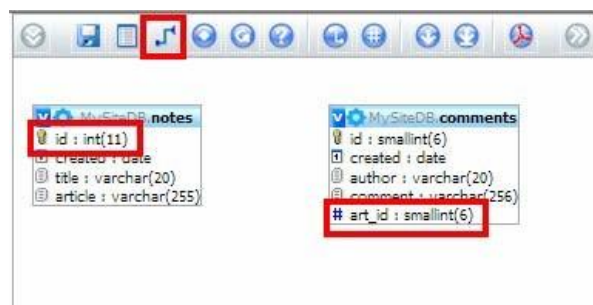 MySiteDB.notes
id : int(11)
created : date
title : varchar(20)
article : varchar(255)
MySiteDB.comments
id : smallint(6)
created : date
author : varchar(20)
comment : varchar(256)
# art_id : smallint(6)